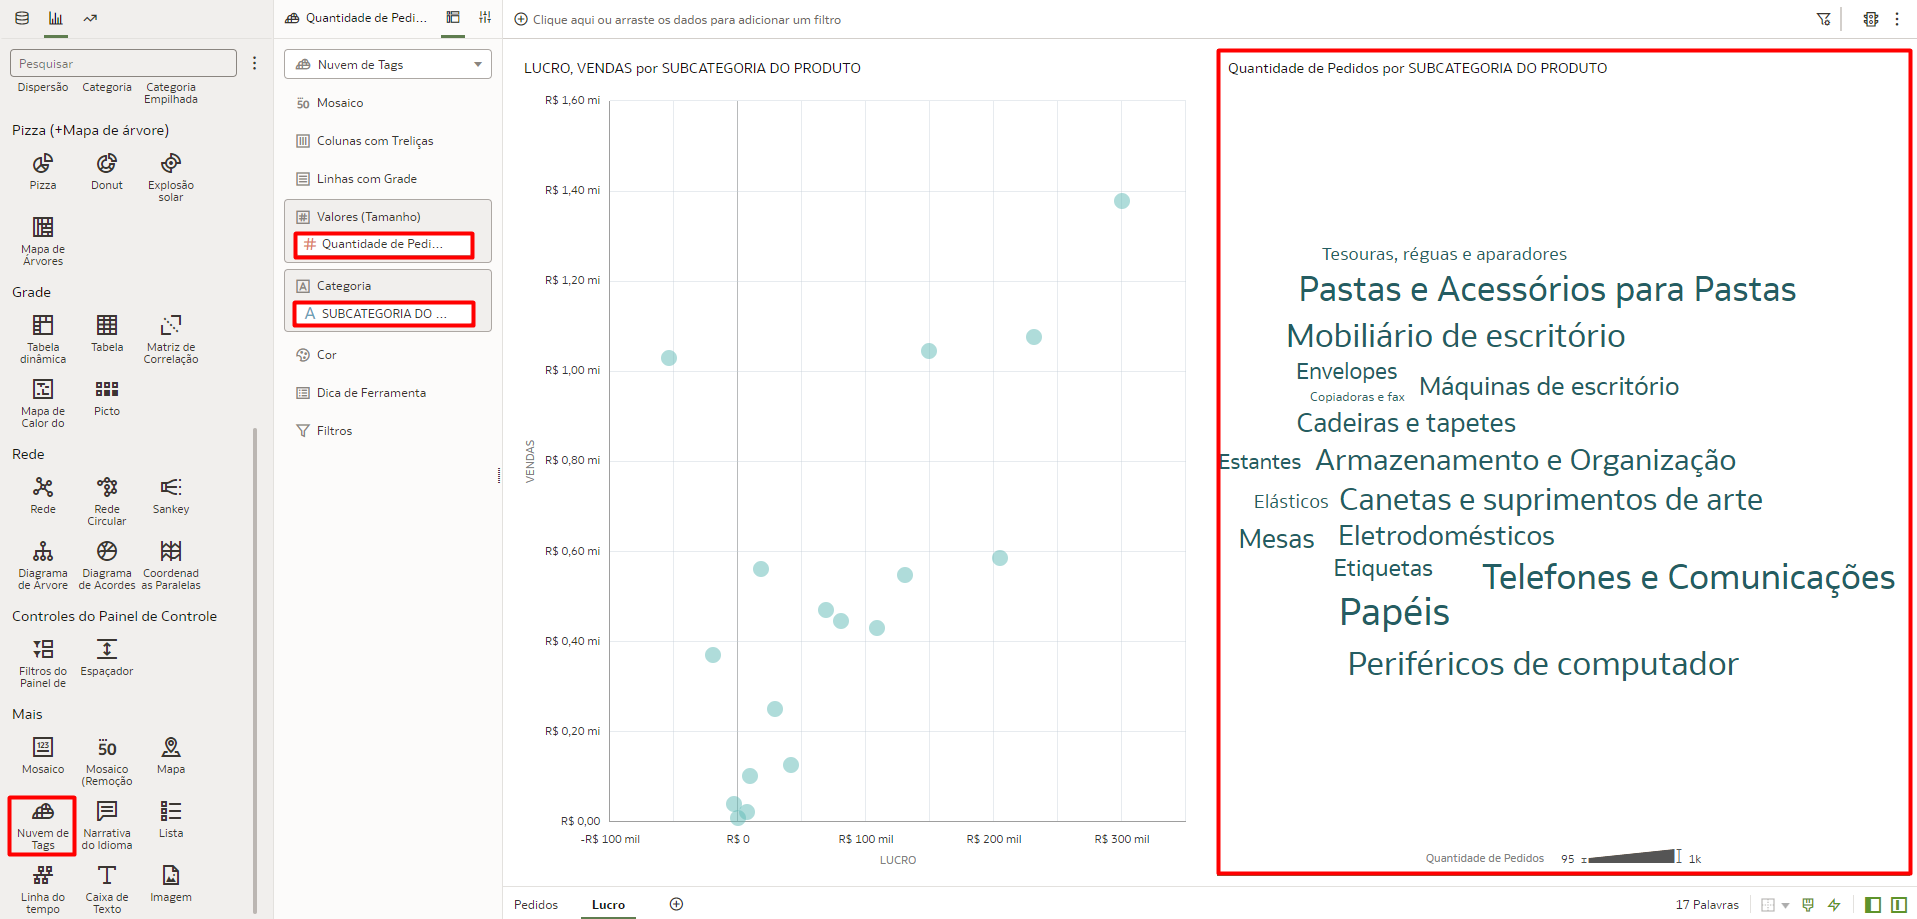 Pesquisar
Dispersão
Categoria
Categoria
Empilhada
Pizza (+Mapa de árvore)
Pizza
Donut
Explosão
solar
Mapa de
Árvores
Grade
Tabela
dinâmica
Tabela
Matriz de
Correlação
Mapa de
Calor do
Picto
Rede
Rede
Rede
Circular
Sankey
Diagrama
de Árvore
Diagrama
de Acordes
Coordenad
as Paralelas
Controles do Painel de Controle
Filtros do
Painel de
Espaçador
Mais
123
Mosaico
50
Mosaico
(Remoção
Mapa
Nuvem de
Tags
Narrativa
do Idioma
Lista
Linha do
tempo
Caixa de
Texto
Imagem
Quantidade de Pedi...
Nuvem de Tags
50 Mosaico
Colunas com Treliças
Linhas com Grade
Valores (Tamanho)
# Quantidade de Pedi...
Categoria
A SUBCATEGORIA DO ...
Cor
Dica de Ferramenta
Filtros
Clique aqui ou arraste os dados para adicionar um filtro
LUCRO, VENDAS por SUBCATEGORIA DO PRODUTO
VENDAS
R$ 1,60 mi
R$ 1,40 mi
R$ 1,20 mi
R$ 1,00 mi
R$ 0,80 mi
R$ 0,60 mi
R$ 0,40 mi
R$ 0,20 mi
R$ 0,00
-R$ 100 mil
R$ 0
R$ 100 mil
R$ 200 mil
R$ 300 mil
LUCRO
Quantidade de Pedidos por SUBCATEGORIA DO PRODUTO
Tesouras, réguas e aparadores
Pastas e Acessórios para Pastas
Mobiliário de escritório
Envelopes
Máquinas de escritório
Copiadoras e fax
Cadeiras e tapetes
Estantes
Armazenamento e Organização
Elásticos
Canetas e suprimentos de arte
Mesas
Eletrodomésticos
Etiquetas
Telefones e Comunicações
Papéis
Periféricos de computador
Quantidade de Pedidos 95 1k
Pedidos
Lucro
17 Palavras